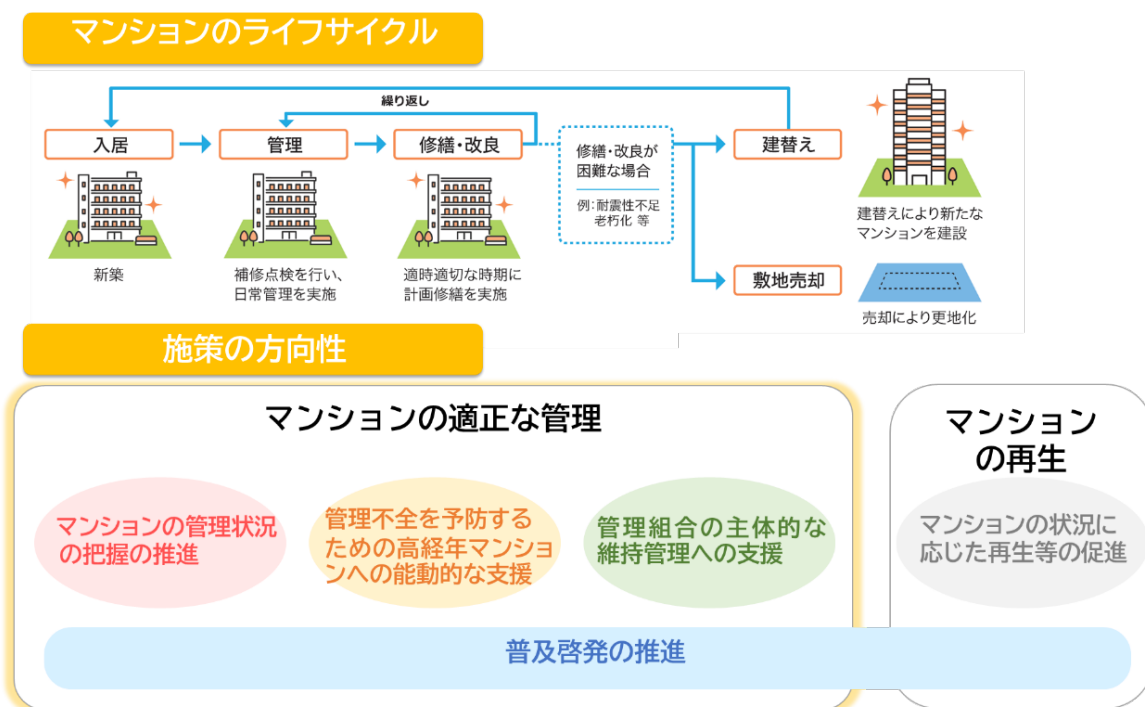 マンションのライフサイクル
繰り返し
入居
管理
修繕・改良
修繕・改良が
困難な場合
例:耐震性不足
老朽化 等
建替え
新築
補修点検を行い、
日常管理を実施
適時適切な時期に
計画修繕を実施
建替えにより新たな
マンションを建設
敷地売却
売却により更地化
施策の方向性
マンションの適正な管理
マンションの管理状況
の把握の推進
管理不全を予防する
ための高経年マンショ
ンへの能動的な支援
管理組合の主体的な
維持管理への支援
マンション
の再生
マンションの状況に
応じた再生等の促進
普及啓発の推進